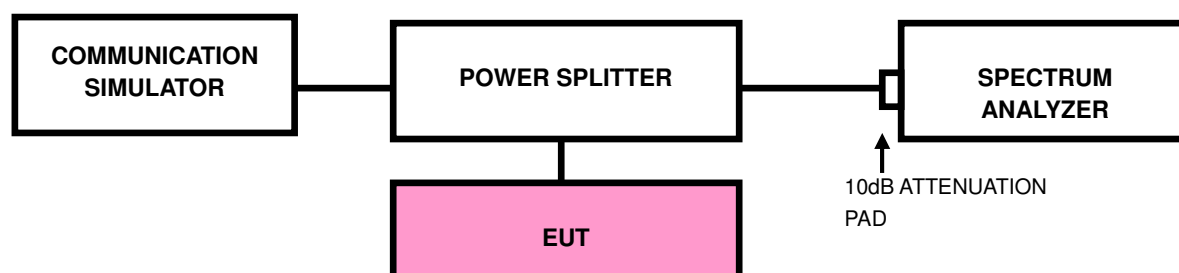 COMMUNICATION
SIMULATOR
POWER SPLITTER
SPECTRUM
ANALYZER
10dB ATTENUATION
PAD
EUT